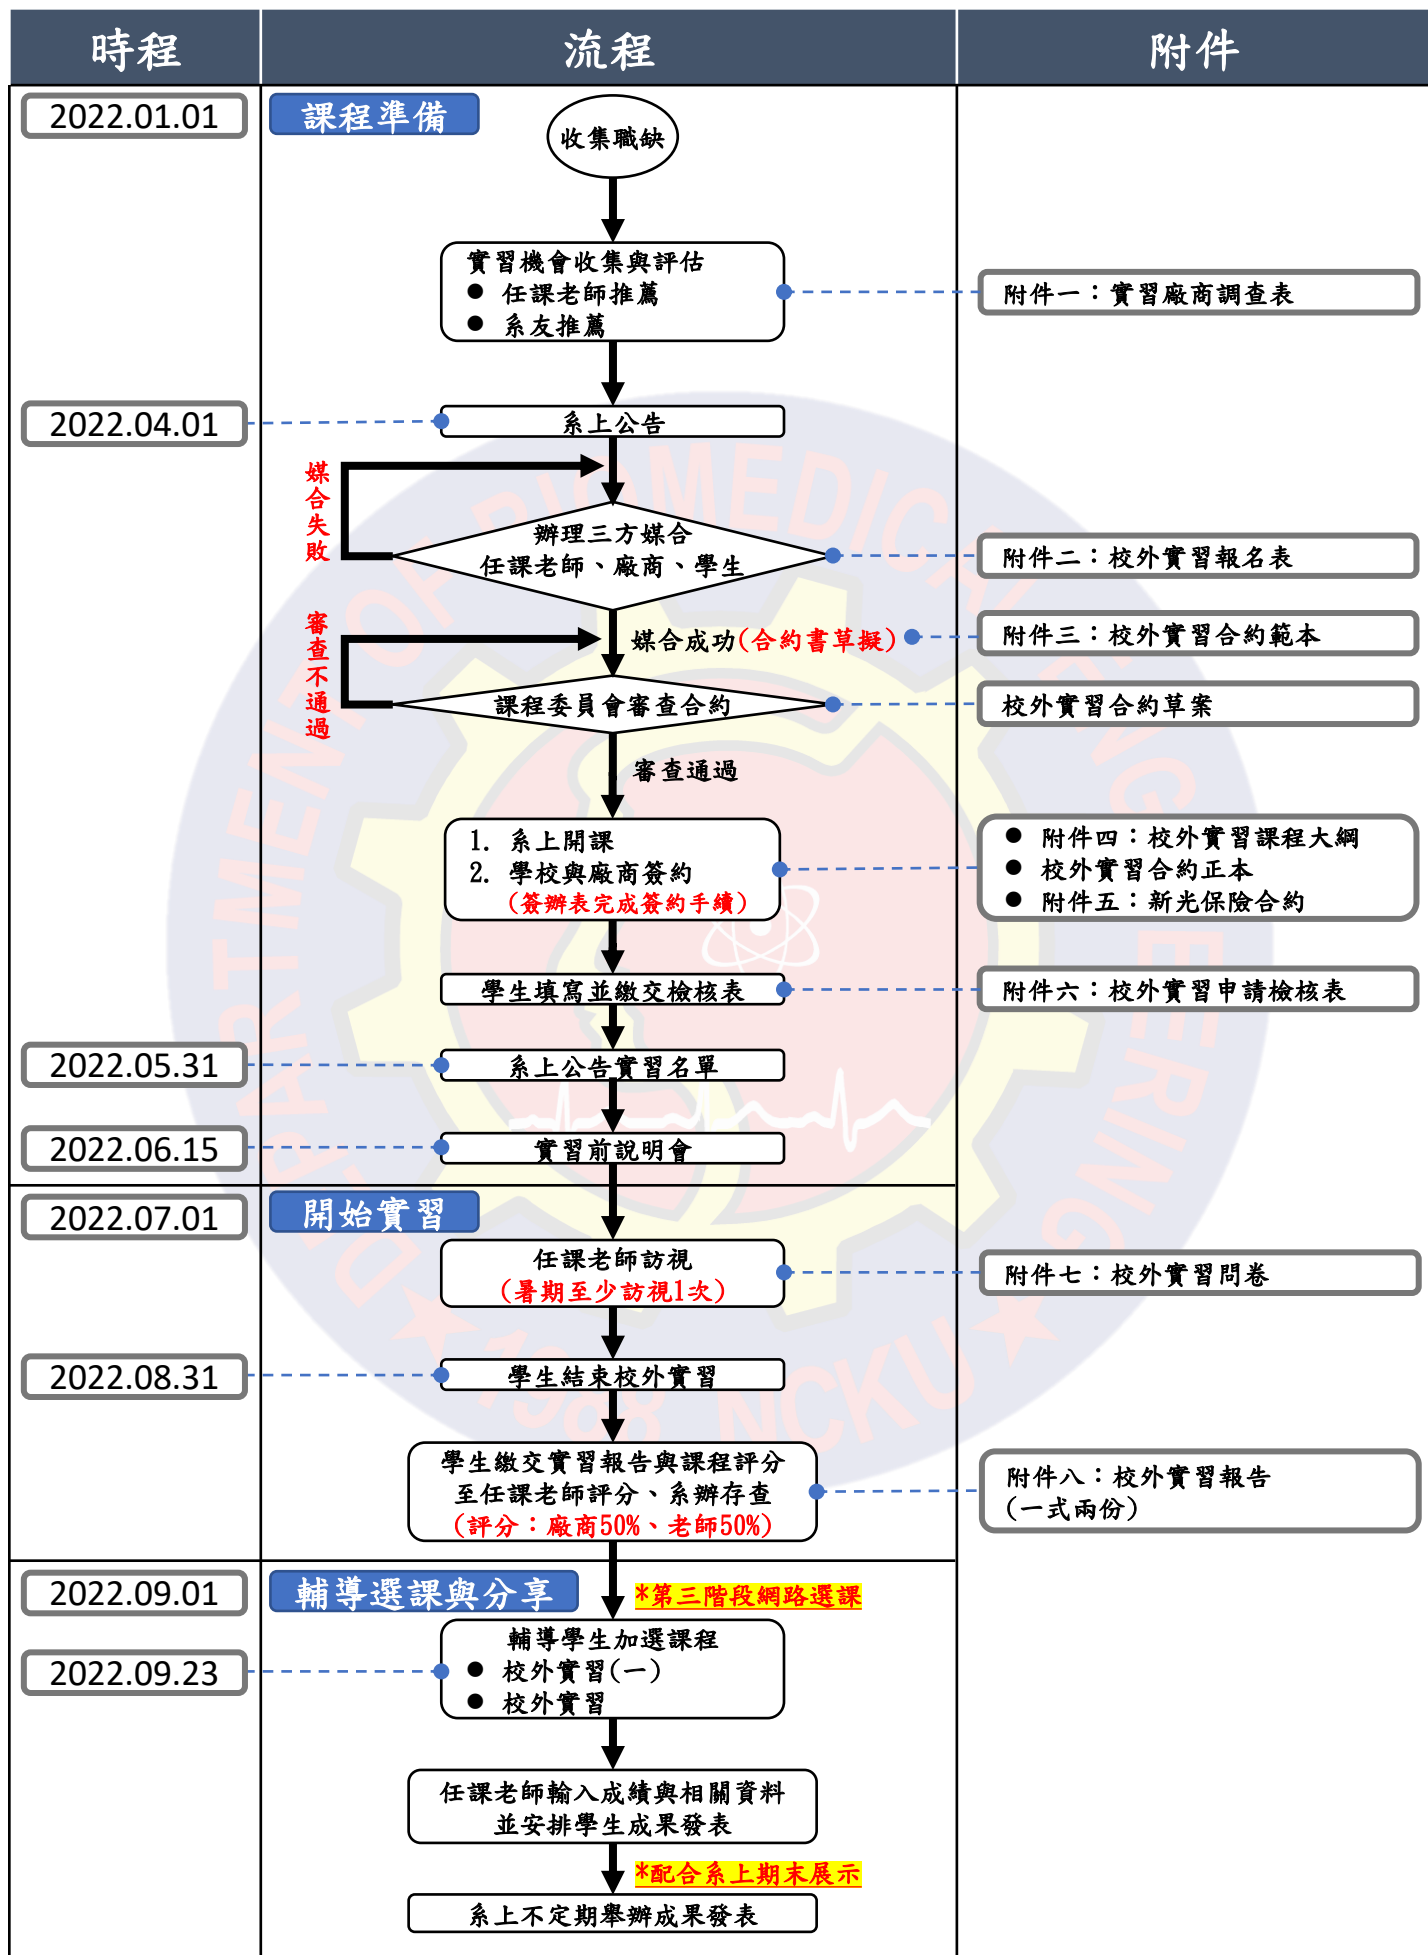 時程
流程
附件
2022.01.01
課程準備
收集職缺
實習機會收集與評估
● 任課老師推薦
● 系友推薦
附件一：實習廠商調查表
2022.04.01
系上公告
媒合失敗
辦理三方媒合
任課老師、廠商、學生
附件二：校外實習報名表
媒合成功(合約書草擬)
附件三：校外實習合約範本
審查不通過
課程委員會審查合約
校外實習合約草案
審查通過
1. 系上開課
2. 學校與廠商簽約
(簽辦表完成簽約手續)
● 附件四：校外實習課程大綱
● 校外實習合約正本
● 附件五：新光保險合約
學生填寫並繳交檢核表
附件六：校外實習申請檢核表
2022.05.31
系上公告實習名單
2022.06.15
實習前說明會
2022.07.01
開始實習
任課老師訪視
(暑期至少訪視1次)
附件七：校外實習問卷
2022.08.31
學生結束校外實習
學生繳交實習報告與課程評分
至任課老師評分、系辦存查
(評分：廠商50%、老師50%)
附件八：校外實習報告
(一式兩份)
2022.09.01
輔導選課與分享
*第三階段網路選課
輔導學生加選課程
● 校外實習(一)
● 校外實習
2022.09.23
任課老師輸入成績與相關資料
並安排學生成果發表
*配合系上期末展示
系上不定期舉辦成果發表
DEPARTMENT OF BIOMEDICAL ENGINEERING
1988 NCKU